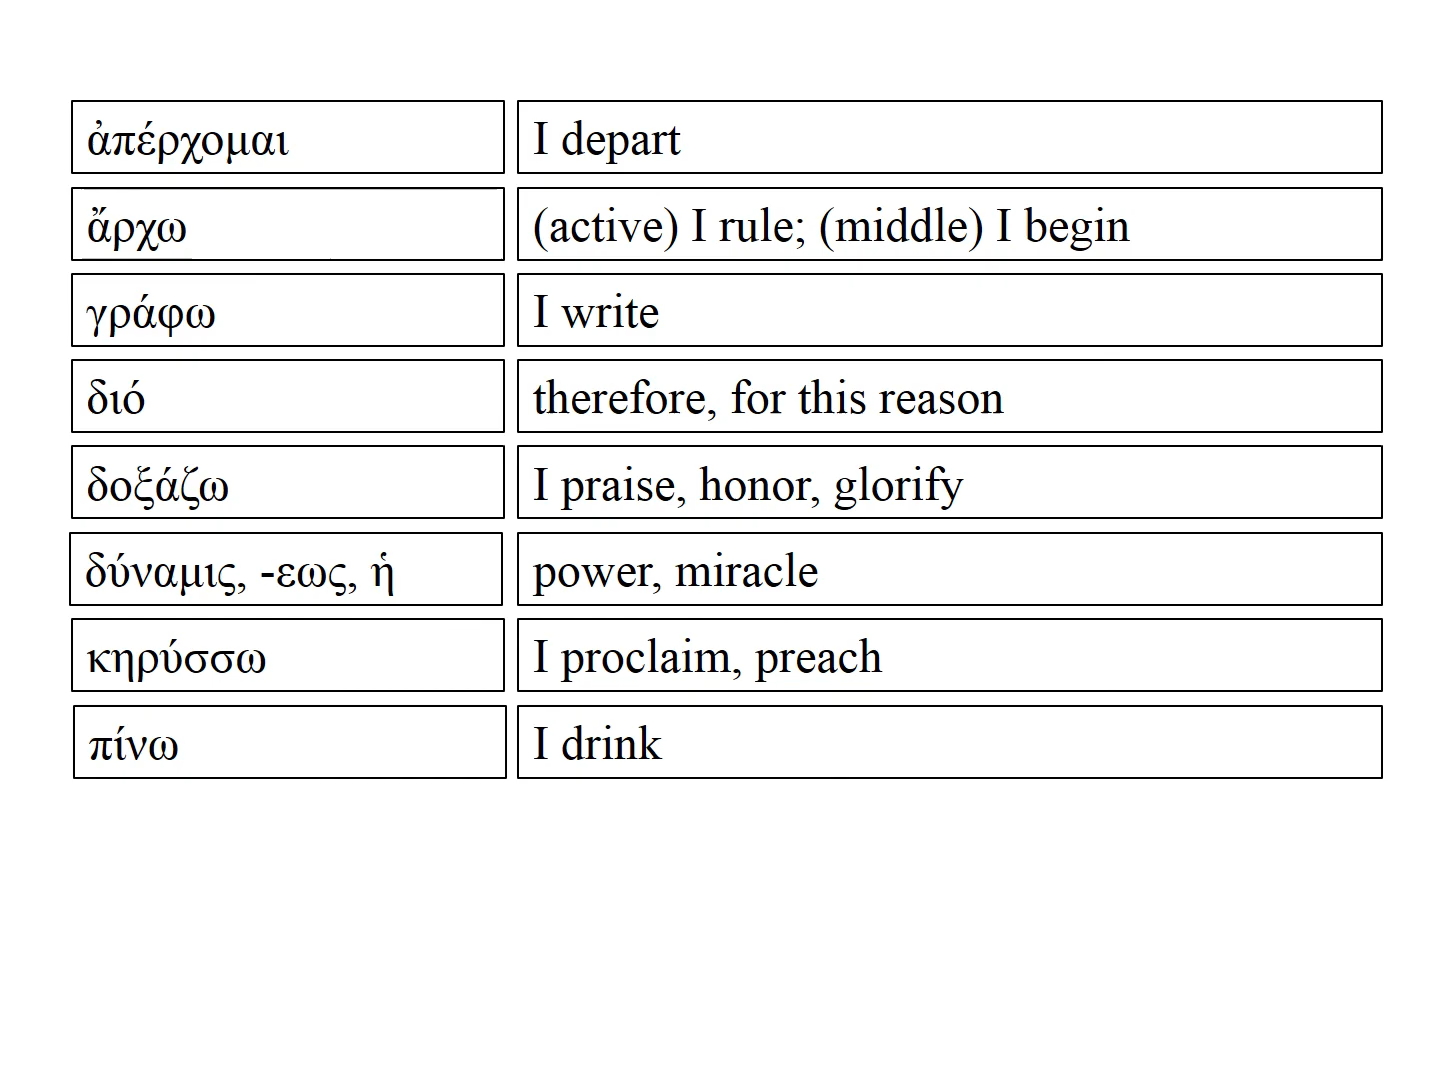 ἀπέρχομαι I depart
ἄρχω (active) I rule; (middle) I begin
γράφω I write
διό therefore, for this reason
δοξάζω I praise, honor, glorify
δύναμις, -εως, ἡ power, miracle
κηρύσσω I proclaim, preach
πίνω I drink